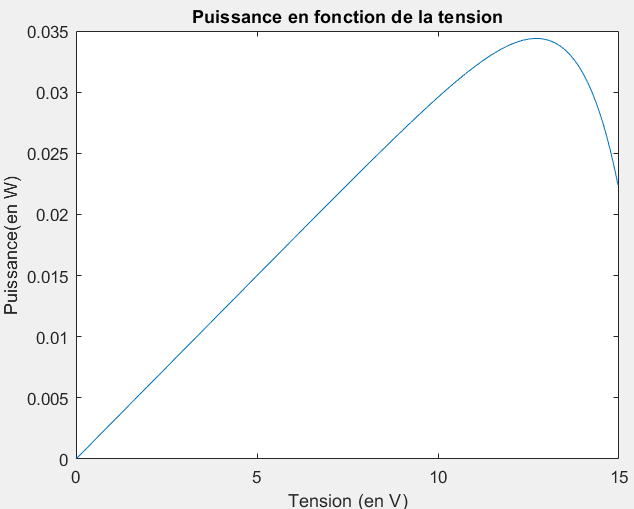 Puissance en fonction de la tension
0.035
0.03
0.025
0.02
0.015
0.01
0.005
0
Puissance(en W)
0 5 10 15
Tension (en V)